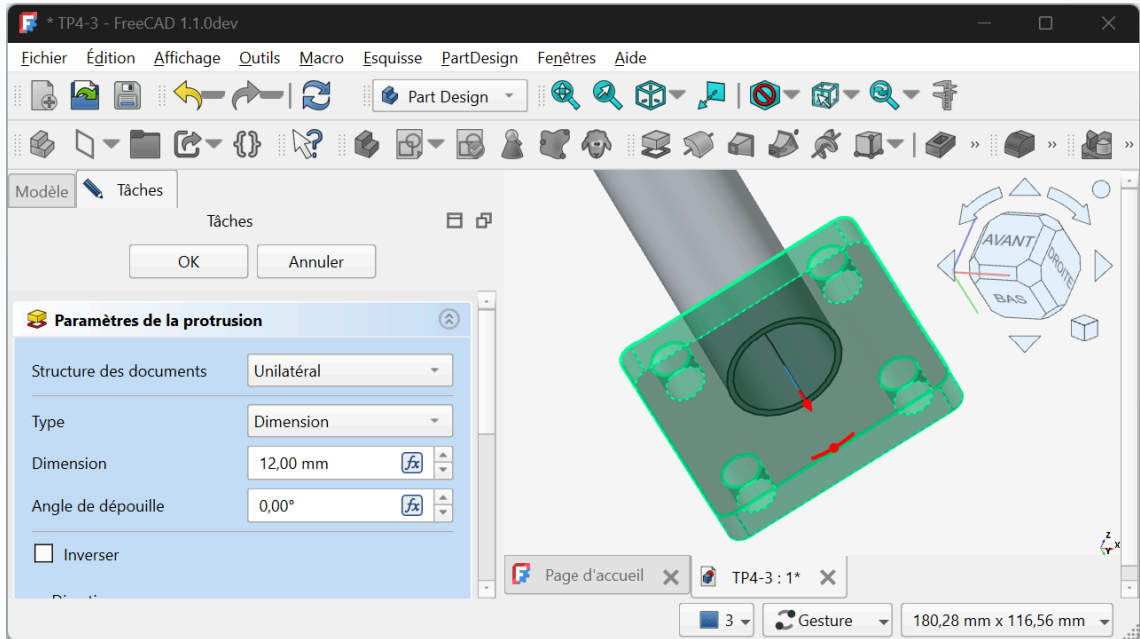 * TP4-3 - FreeCAD 1.1.0dev
Fichier Édition Affichage Outils Macro Esquisse PartDesign Fenêtres Aide
Part Design
Modèle Tâches
Tâches
OK Annuler
Paramètres de la protrusion
Structure des documents Unilatéral
Type Dimension
Dimension 12,00 mm fx
Angle de dépouille 0,00° fx
Inverser
AVANT
DROITE
BAS
Z
X
Y
Page d'accueil TP4-3 : 1*
3 Gesture 180,28 mm x 116,56 mm